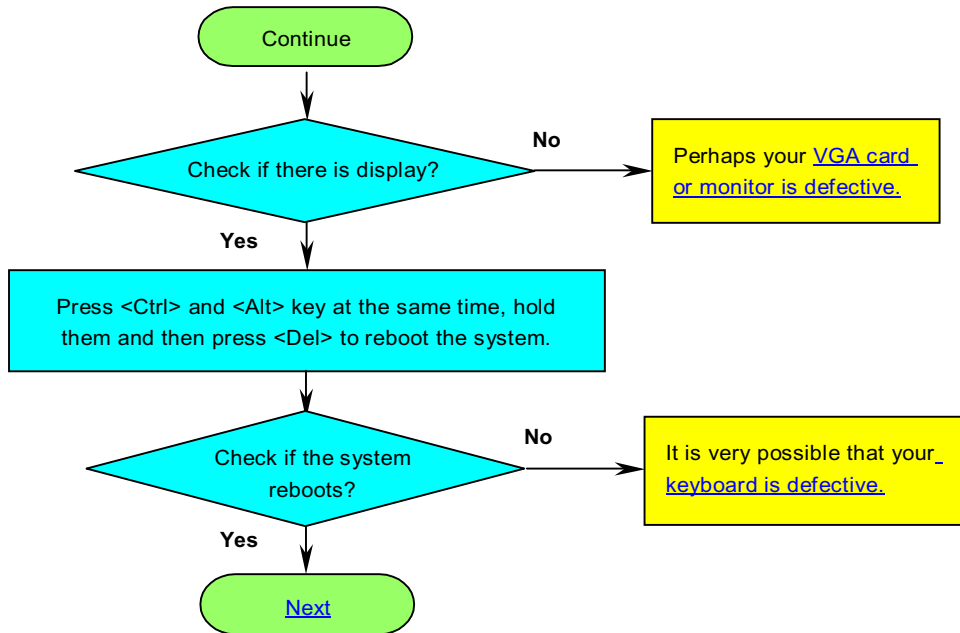 Continue
Check if there is display?
No
Perhaps your VGA card
or monitor is defective.
Yes
Press <Ctrl> and <Alt> key at the same time, hold
them and then press <Del> to reboot the system.
Check if the system
reboots?
No
It is very possible that your
keyboard is defective.
Yes
Next